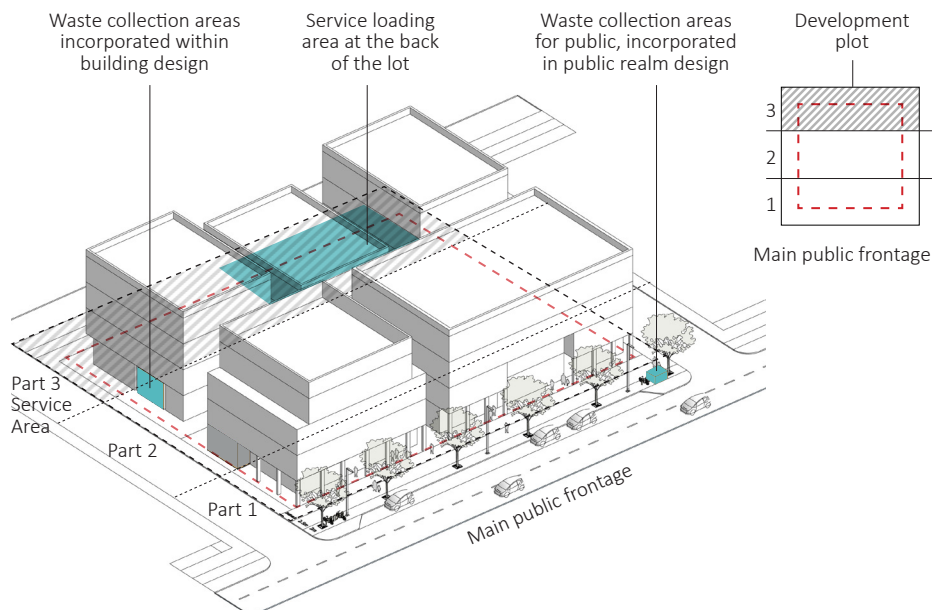 Waste collection areas
incorporated within
building design
Service loading
area at the back
of the lot
Waste collection areas
for public, incorporated
in public realm design
Development
plot
3
2
1
Main public frontage
Part 3
Service
Area
Part 2
Part 1
Main public frontage